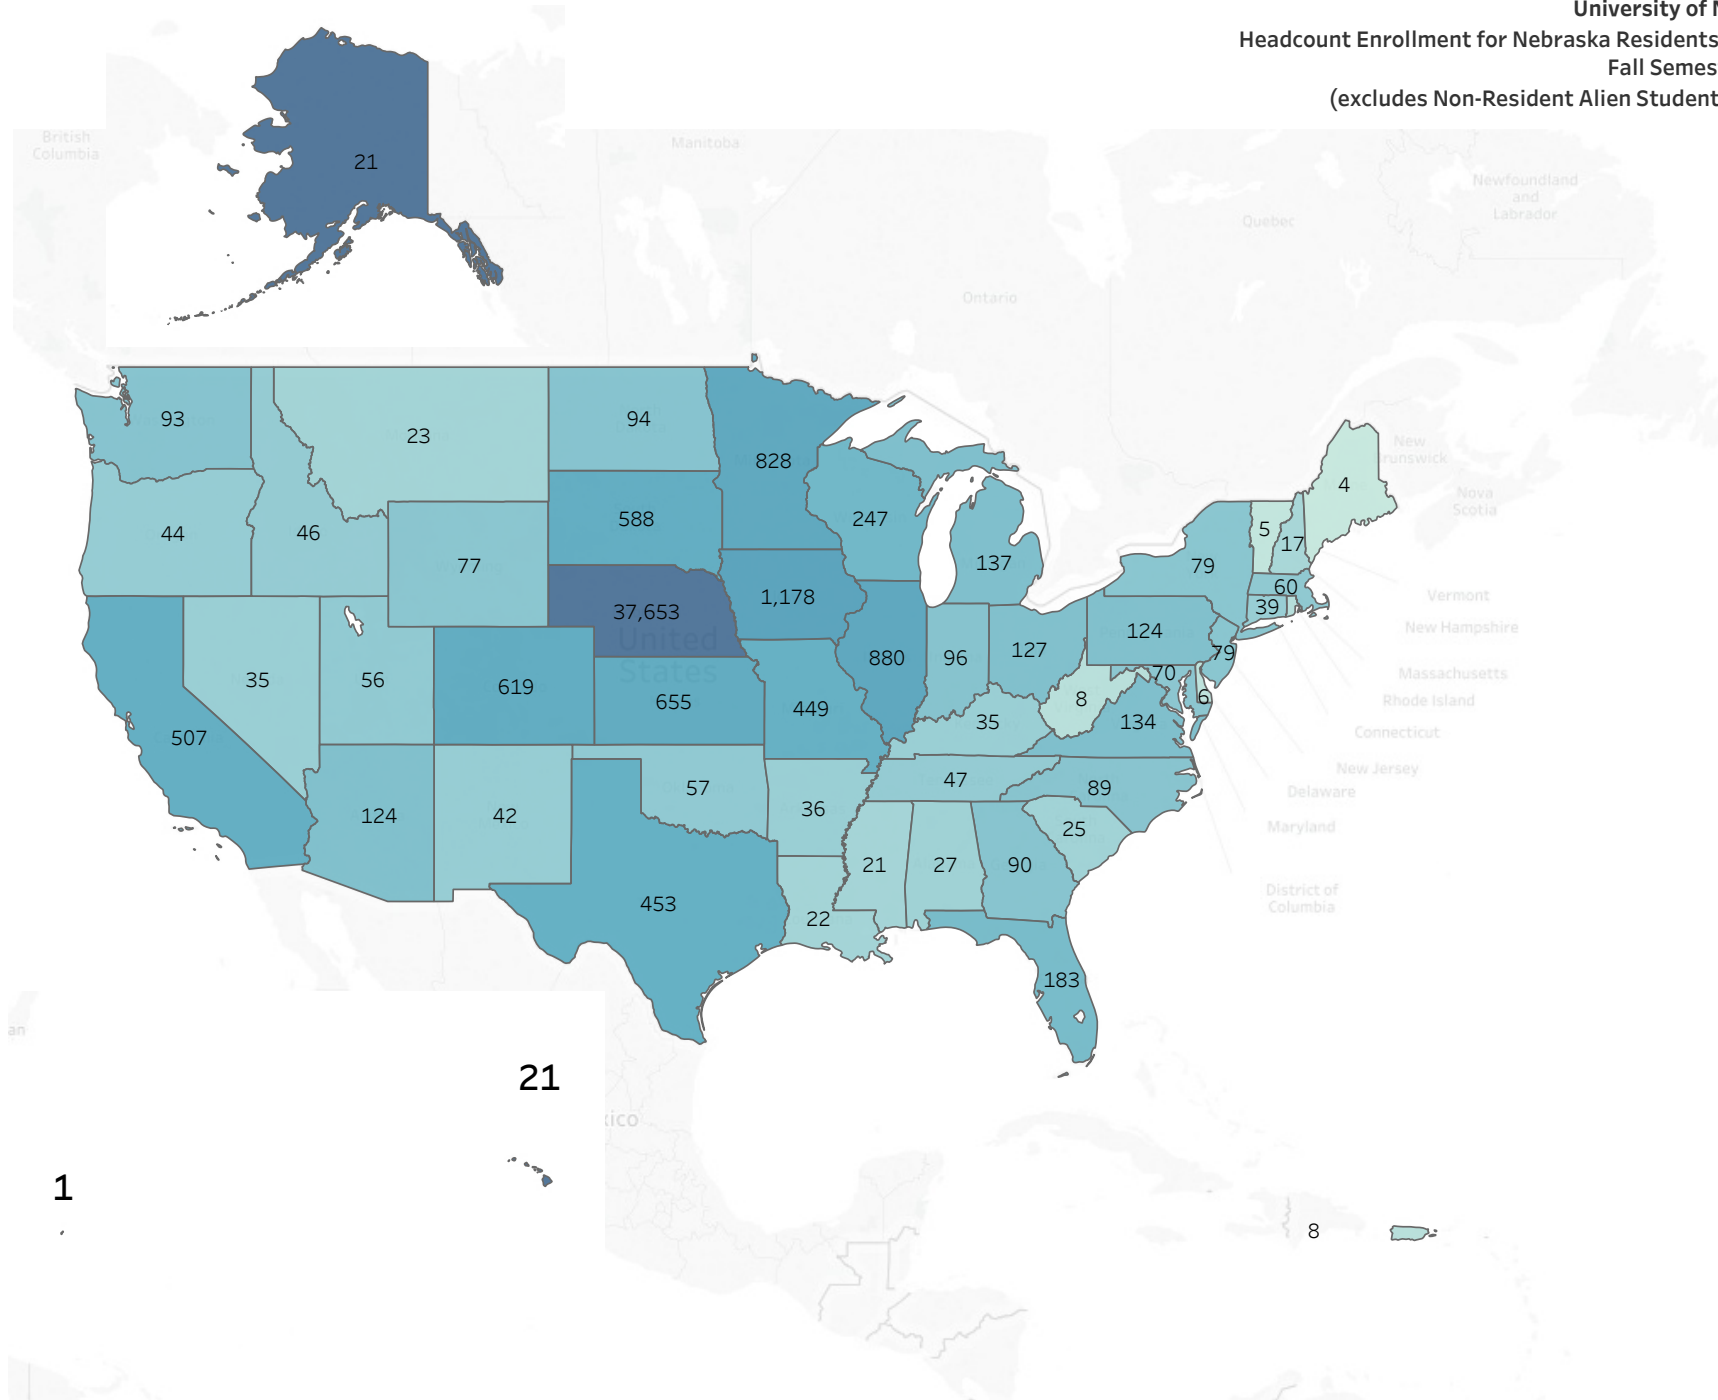 University of N
Headcount Enrollment for Nebraska Residents
Fall Semes
(excludes Non-Resident Alien Student
British
Columbia
Manitoba
21
Newfoundland
and
Labrador
Quebec
Ontario
93
23
94
828
New
runswick
4
Nova
Scotia
44
46
77
588
247
137
79
5
17
60
39
Vermont
New Hampshire
Massachusetts
Rhode Island
Connecticut
New Jersey
Delaware
Maryland
District of
Columbia
1,178
37,653
United
States
880
96
127
124
79
70
6
8
134
507
35
56
619
655
449
35
47
89
25
124
42
57
36
21
27
90
453
22
183
an
21
xico
1
8